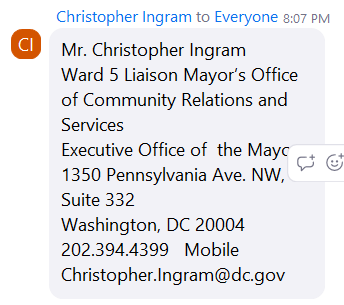 Christopher Ingram to Everyone 8:07 PM
CI
Mr. Christopher Ingram
Ward 5 Liaison Mayor's Office
of Community Relations and
Services
Executive Office of the
1350 Pennsylvania Ave. NW,
Suite 332
Washington, DC 20004
202.394.4399 Mobile
Christopher.Ingram@dc.gov